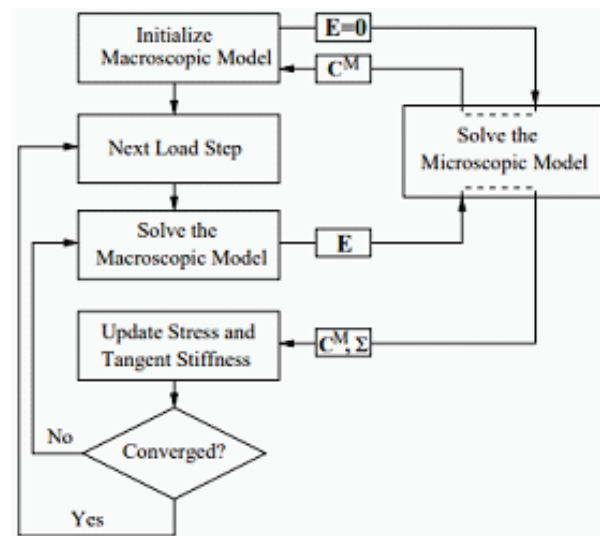 Initialize
Macroscopic Model
E=0
C^M
Solve the
Microscopic Model
Next Load Step
Solve the
Macroscopic Model
E
Update Stress and
Tangent Stiffness
C^M, Σ
No
Converged?
Yes